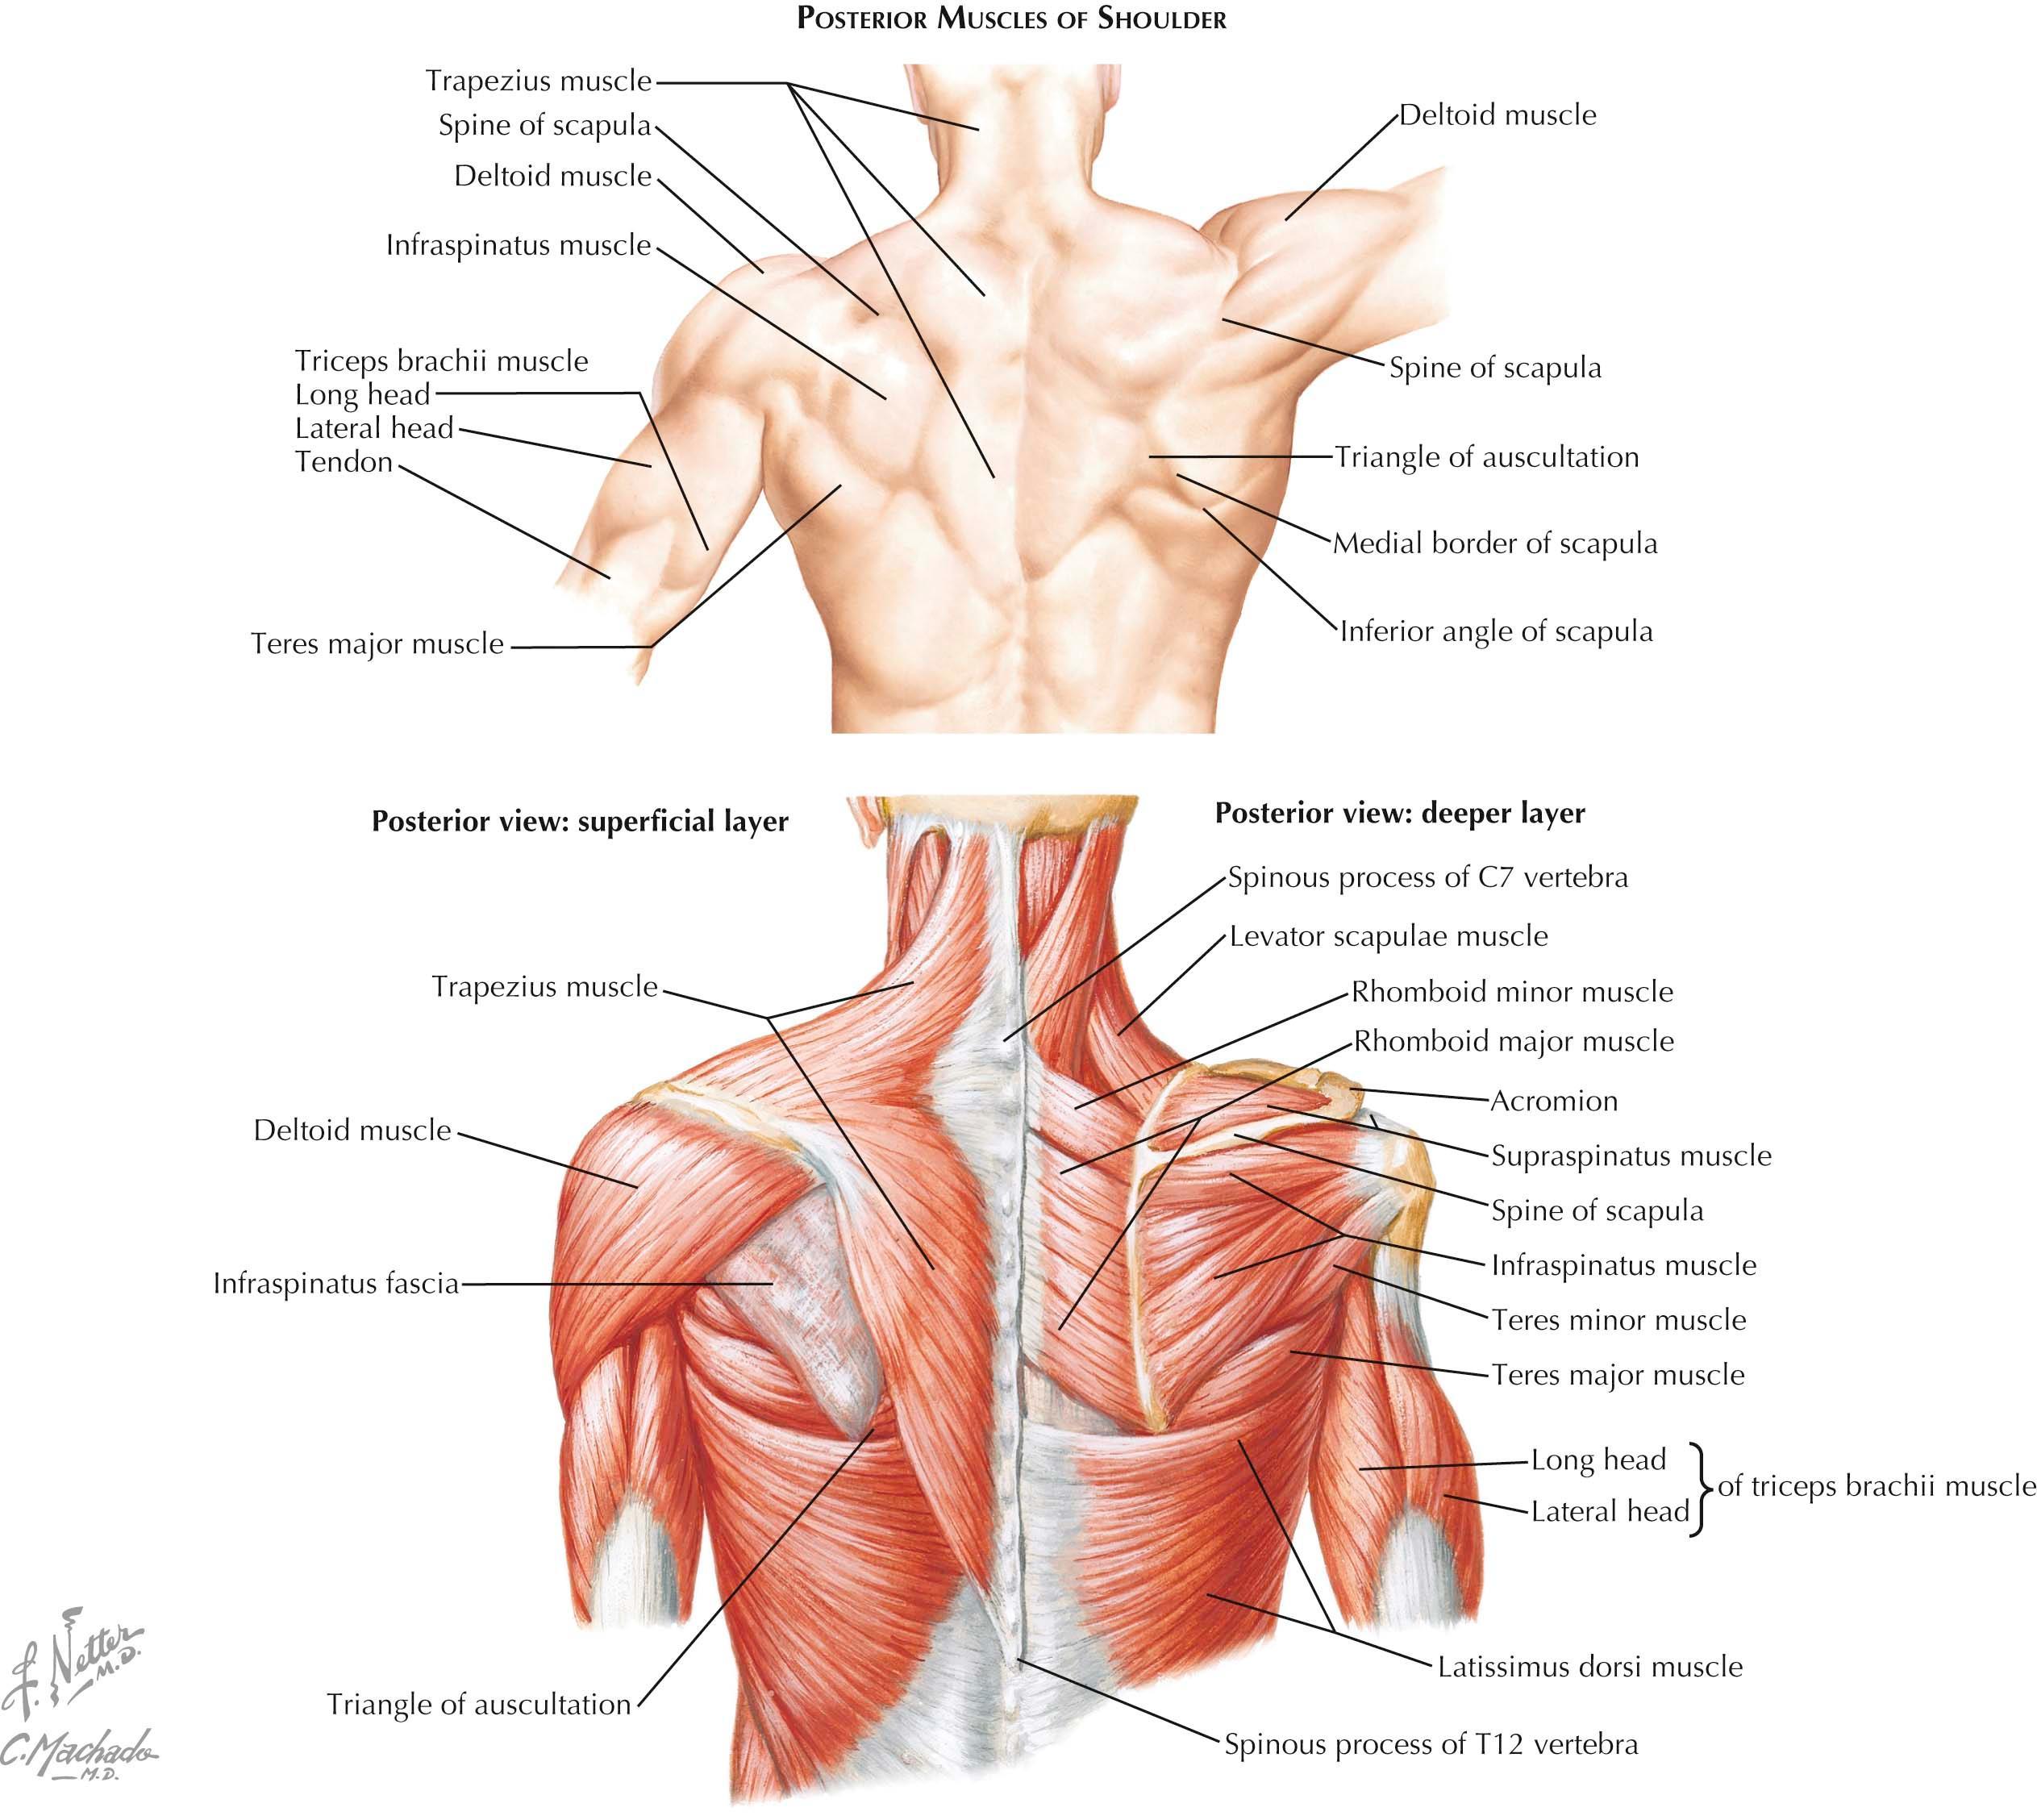 POSTERIOR MUSCLES OF SHOULDER
Trapezius muscle
Spine of scapula
Deltoid muscle
Infraspinatus muscle
Triceps brachii muscle
Long head
Lateral head
Tendon
Teres major muscle
Deltoid muscle
Spine of scapula
Triangle of auscultation
Medial border of scapula
Inferior angle of scapula
Posterior view: superficial layer
Trapezius muscle
Deltoid muscle
Infraspinatus fascia
Triangle of auscultation
Posterior view: deeper layer
Spinous process of C7 vertebra
Levator scapulae muscle
Rhomboid minor muscle
Rhomboid major muscle
Acromion
Supraspinatus muscle
Spine of scapula
Infraspinatus muscle
Teres minor muscle
Teres major muscle
Long head
Lateral head
of triceps brachii muscle
Latissimus dorsi muscle
Spinous process of T12 vertebra
F. Netter
M.D.
C. Machado
M.D.